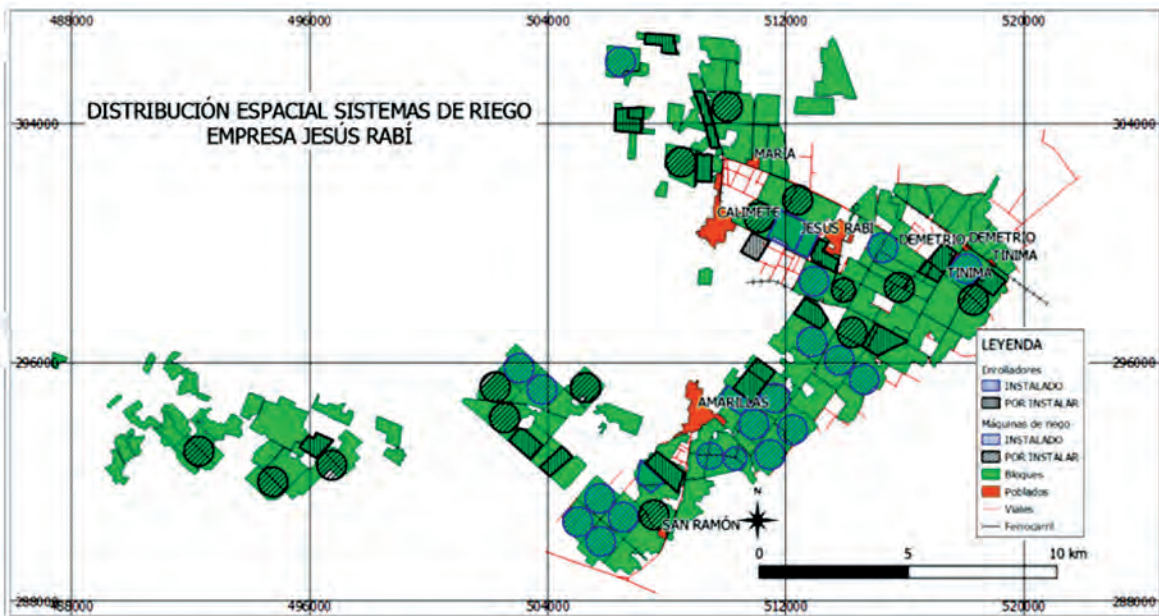 488000 496000 504000 512000 520000
DISTRIBUCIÓN ESPACIAL SISTEMAS DE RIEGO
EMPRESA JESÚS RABÍ
304000 304000
MARIA
CALIMETE
JESÚS RABI
DEMETRIO
DEMETRIO
TINIMA
TINIMA
296000 296000
AMARILLAS
SAN RAMÓN
N
LEYENDA
Enrolladores
INSTALADO
POR INSTALAR
Máquinas de riego
INSTALADO
POR INSTALAR
Bloques
Poblados
Viales
Ferrocarril
0 5 10 km
288000 288000
488000 496000 504000 512000 520000